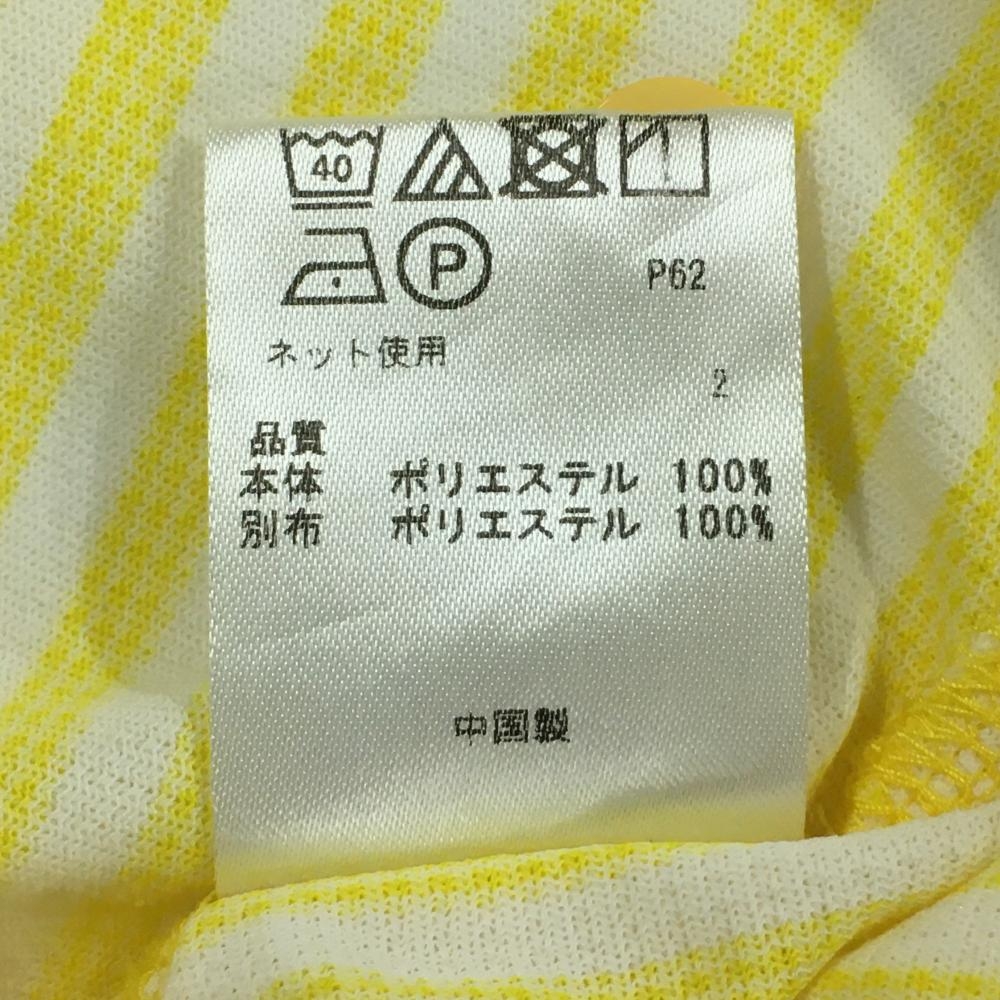 40
P P62
ネット使用
2
品質
本体 ポリエステル 100%
別布 ポリエステル 100%
中国製